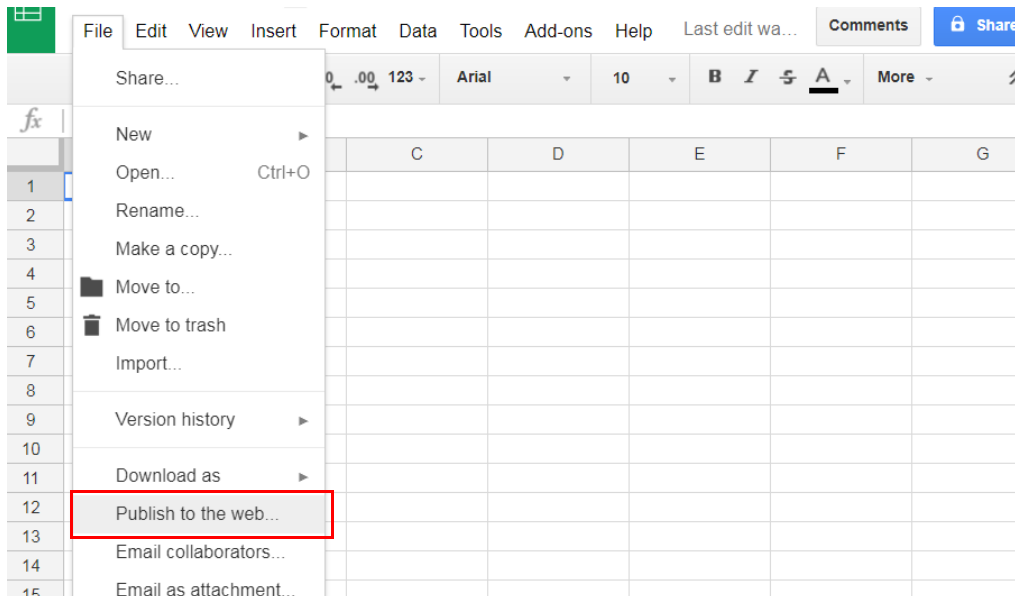 File Edit View Insert Format Data Tools Add-ons Help Last edit wa... Comments Share
.00 123 Arial 10 B I S A More
fx
Share...
New
Open... Ctrl+O
Rename...
Make a copy...
Move to...
Move to trash
Import...
Version history
Download as
Publish to the web...
Email collaborators...
Email as attachment...
C D E F G
1
2
3
4
5
6
7
8
9
10
11
12
13
14
15